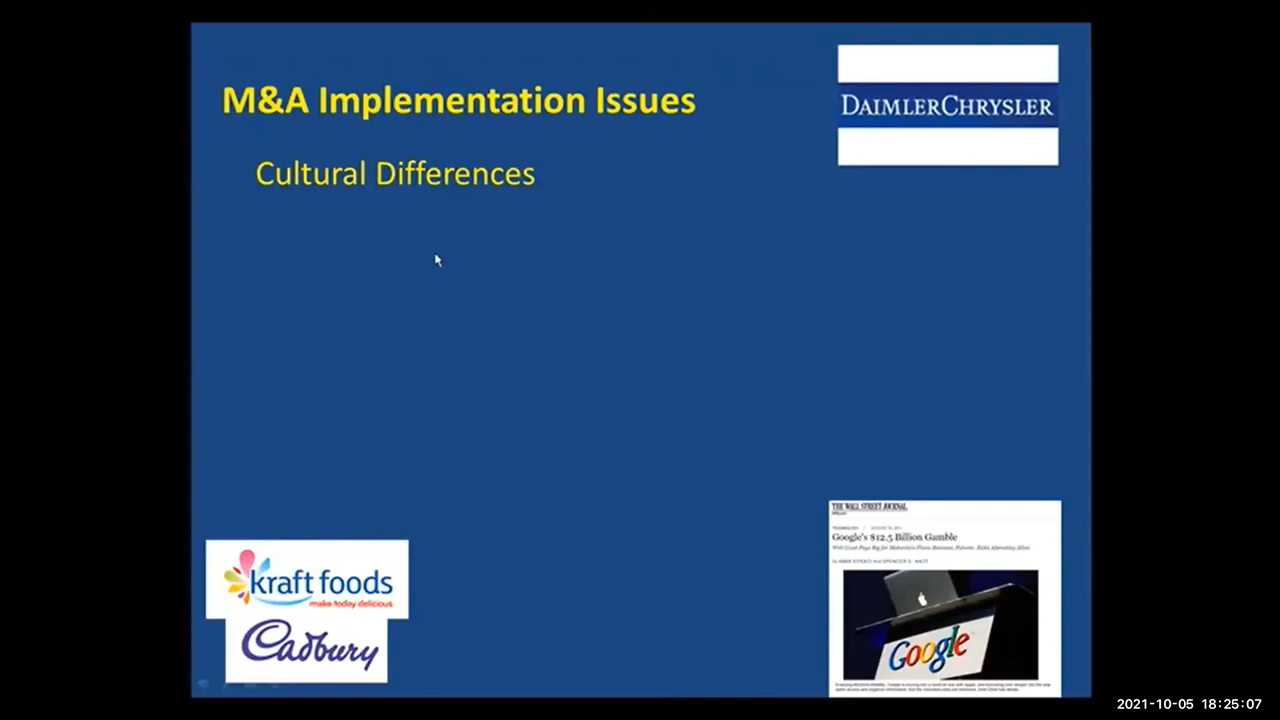 M&A Implementation Issues
DAIMLERCHRYSLER
Cultural Differences
THE WALL STREET JOURNAL.
TECHNOLOGY
Google's $12.5 Billion Gamble
kraft foods
make today delicious
Cadbury
Google
2021-10-05 18:25:07